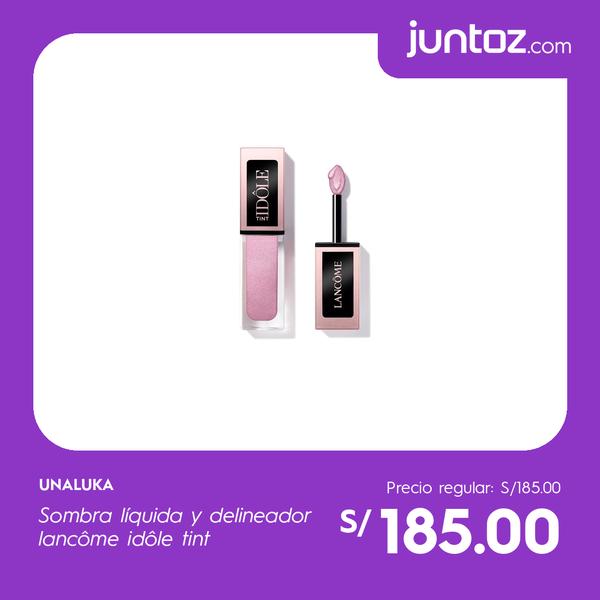 juntoz.com
IDÔLE
TINT
LANCÔME
UNALUKA
Sombra líquida y delineador
lancôme idôle tint
Precio regular: S/185.00
S/185.00